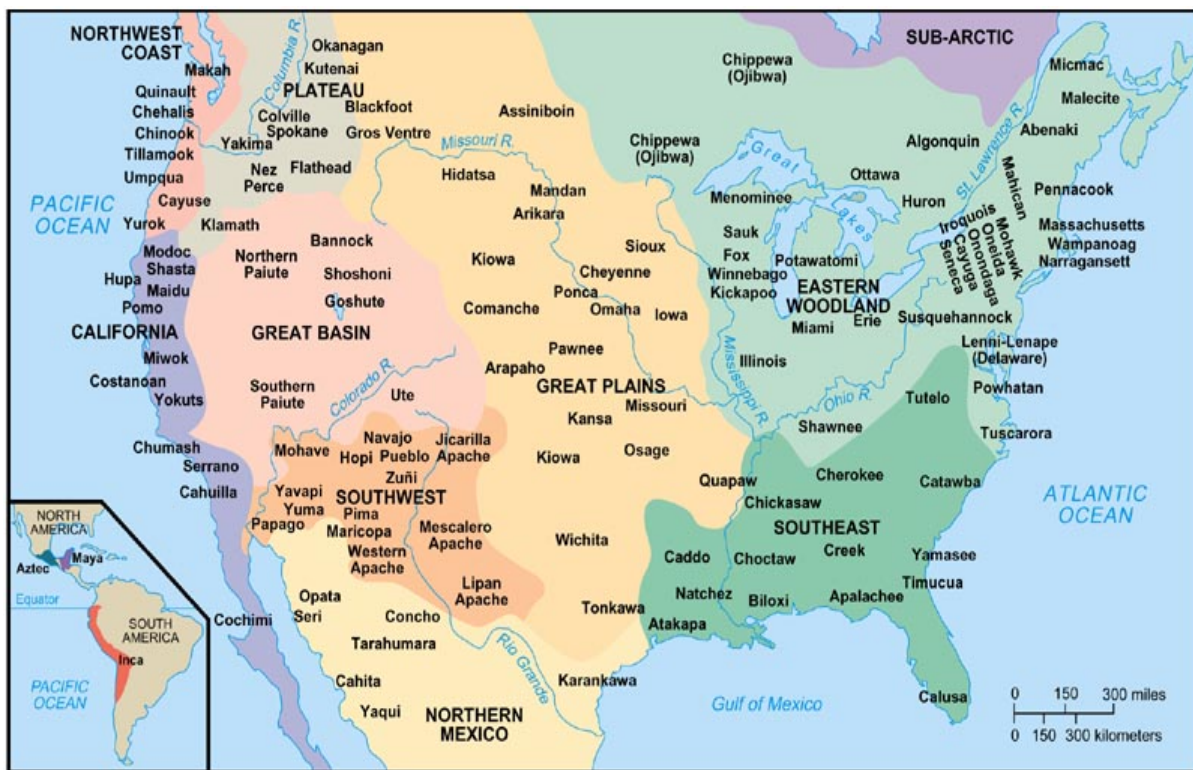 NORTHWEST
COAST
Makah
Quinault
Chehalis
Chinook
Tillamook
Umpqua
Cayuse
Yurok
PACIFIC
OCEAN
Columbia R.
Okanagan
Kutenai
PLATEAU
Colville
Spokane
Yakima
Nez
Perce
Flathead
Klamath
Blackfoot
Gros Ventre
Assiniboin
Missouri R.
Hidatsa
Mandan
Arikara
Sioux
Kiowa
Cheyenne
Ponca
Comanche
Omaha
Iowa
Pawnee
Arapaho
GREAT PLAINS
Missouri
Kansa
Kiowa
Osage
Quapaw
Wichita
Tonkawa
Karankawa
Modoc
Shasta
Hupa
Maidu
Pomo
CALIFORNIA
Miwok
Costanoan
Yokuts
Chumash
Serrano
Cahuilla
Cochimi
Bannock
Northern
Paiute
Shoshoni
Goshute
GREAT BASIN
Southern
Paiute
Colorado R.
Ute
Mohave
Navajo
Hopi
Pueblo
Jicarilla
Apache
Zuñi
Yavapi
SOUTHWEST
Yuma
Pima
Papago
Maricopa
Mescalero
Apache
Western
Apache
Lipan
Apache
Opata
Seri
Concho
Tarahumara
Rio Grande
Cahita
Yaqui
NORTHERN
MEXICO
SUB-ARCTIC
Chippewa
(Ojibwa)
Chippewa
(Ojibwa)
Great
Lakes
Micmac
Malecite
Abenaki
Algonquin
St. Lawrence R.
Ottawa
Huron
Mahican
Pennacook
Menominee
Iroquois
Mohawk
Oneida
Onondaga
Cayuga
Seneca
Massachusetts
Wampanoag
Narragansett
Sauk
Fox
Winnebago
Kickapoo
Potawatomi
EASTERN
WOODLAND
Miami
Erie
Susquehannock
Illinois
Lenni-Lenape
(Delaware)
Mississippi R.
Ohio R.
Powhatan
Tutelo
Shawnee
Tuscarora
Cherokee
Catawba
Chickasaw
SOUTHEAST
Caddo
Choctaw
Creek
Yamasee
Timucua
Natchez
Biloxi
Apalachee
Atakapa
Calusa
ATLANTIC
OCEAN
Gulf of Mexico
NORTH
AMERICA
Aztec
Maya
Equator
SOUTH
AMERICA
Inca
PACIFIC
OCEAN
0 150 300 miles
0 150 300 kilometers